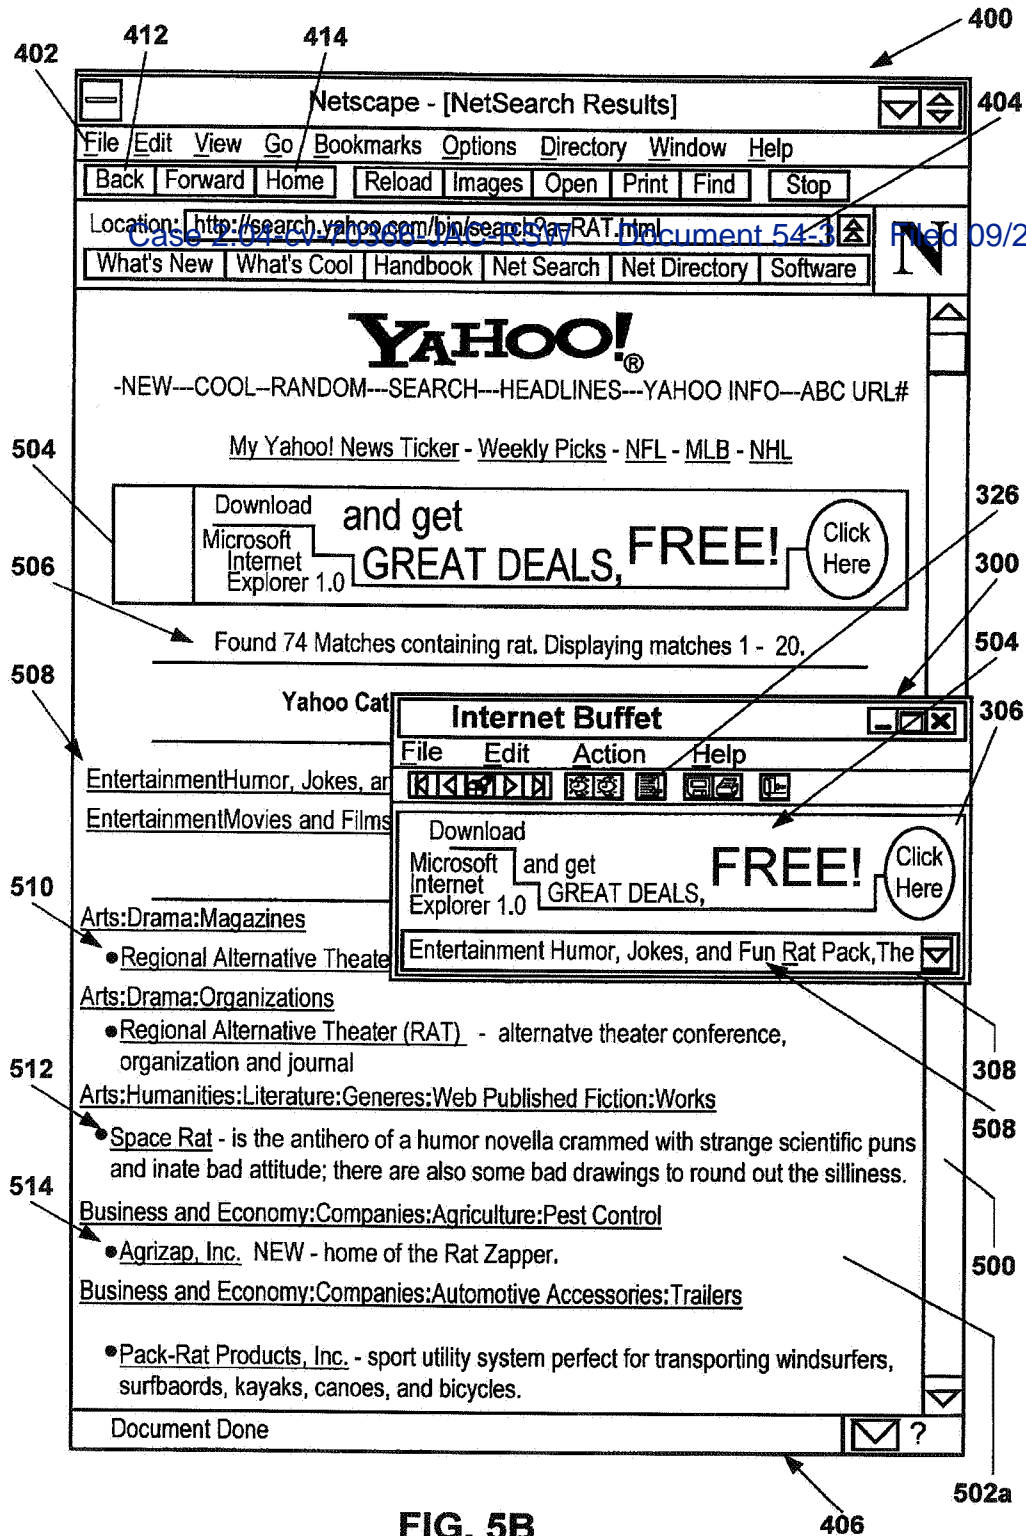 400
412
402
414
Netscape - [NetSearch Results]
404
File Edit View Go Bookmarks Options Directory Window Help
Back Forward Home Reload Images Open Print Find Stop
Location: http://search.yahoo.com/bin/search?a=RAT.html
Case 2:04-cv-70366-JAC-RSW Document 54-3 Filed 09/2
N
What's New What's Cool Handbook Net Search Net Directory Software
YAHOO!®
-NEW---COOL--RANDOM---SEARCH---HEADLINES---YAHOO INFO---ABC URL#
504
My Yahoo! News Ticker - Weekly Picks - NFL - MLB - NHL
326
Download
Microsoft
Internet
Explorer 1.0
and get
GREAT DEALS,
FREE!
Click
Here
506
300
Found 74 Matches containing rat. Displaying matches 1 - 20.
504
508
Yahoo Cat
306
Internet Buffet
File Edit Action Help
EntertainmentHumor, Jokes, an
EntertainmentMovies and Films
Download
Microsoft
Internet
Explorer 1.0
and get
GREAT DEALS,
FREE!
Click
Here
510
Arts:Drama:Magazines
Entertainment Humor, Jokes, and Fun Rat Pack,The
Regional Alternative Theate
Arts:Drama:Organizations
Regional Alternative Theater (RAT) - alternatve theater conference,
organization and journal
512
308
Arts:Humanities:Literature:Generes:Web Published Fiction:Works
508
Space Rat - is the antihero of a humor novella crammed with strange scientific puns
and inate bad attitude; there are also some bad drawings to round out the silliness.
514
Business and Economy:Companies:Agriculture:Pest Control
Agrizap, Inc. NEW - home of the Rat Zapper.
500
Business and Economy:Companies:Automotive Accessories:Trailers
Pack-Rat Products, Inc. - sport utility system perfect for transporting windsurfers,
surfbaords, kayaks, canoes, and bicycles.
Document Done
?
502a
406
FIG. 5B